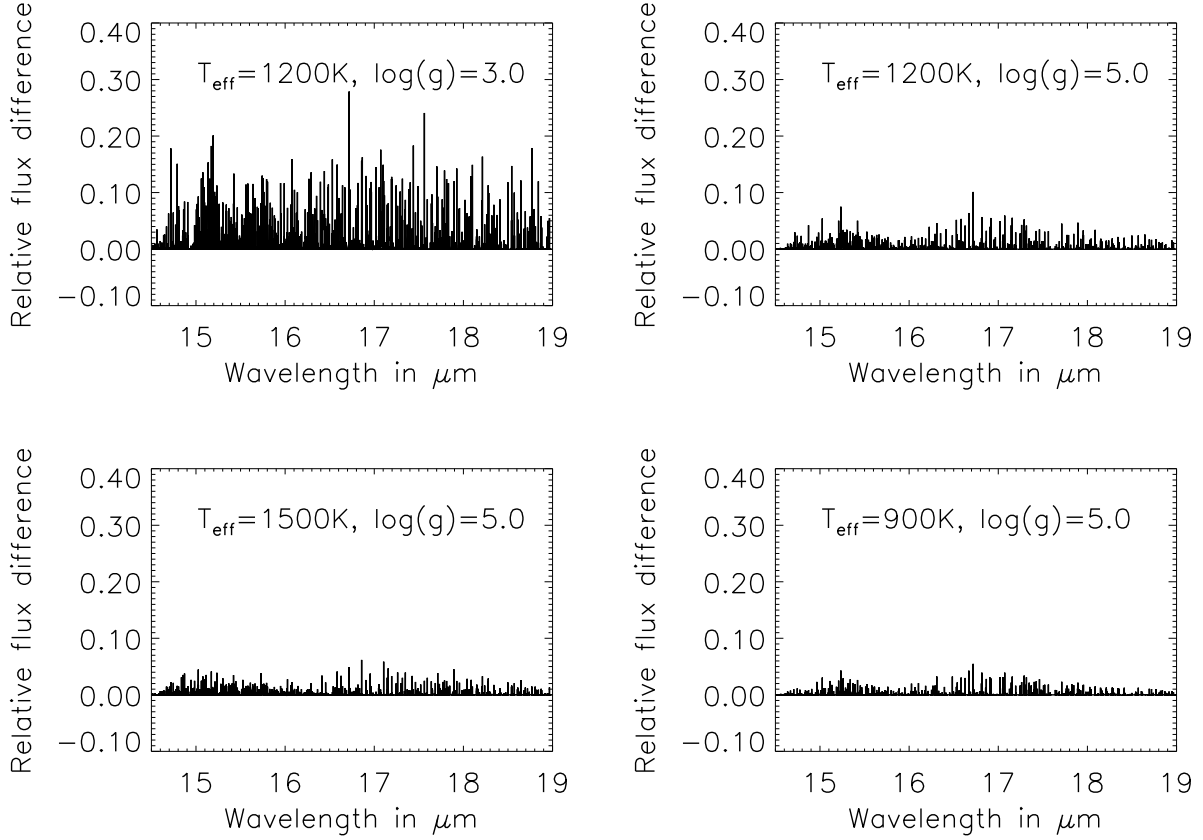 Relative flux difference
0.40
0.30
0.20
0.10
0.00
−0.10
T_eff=1200K, log(g)=3.0
15 16 17 18 19
Wavelength in μm
Relative flux difference
0.40
0.30
0.20
0.10
0.00
−0.10
T_eff=1200K, log(g)=5.0
15 16 17 18 19
Wavelength in μm
Relative flux difference
0.40
0.30
0.20
0.10
0.00
−0.10
T_eff=1500K, log(g)=5.0
15 16 17 18 19
Wavelength in μm
Relative flux difference
0.40
0.30
0.20
0.10
0.00
−0.10
T_eff=900K, log(g)=5.0
15 16 17 18 19
Wavelength in μm